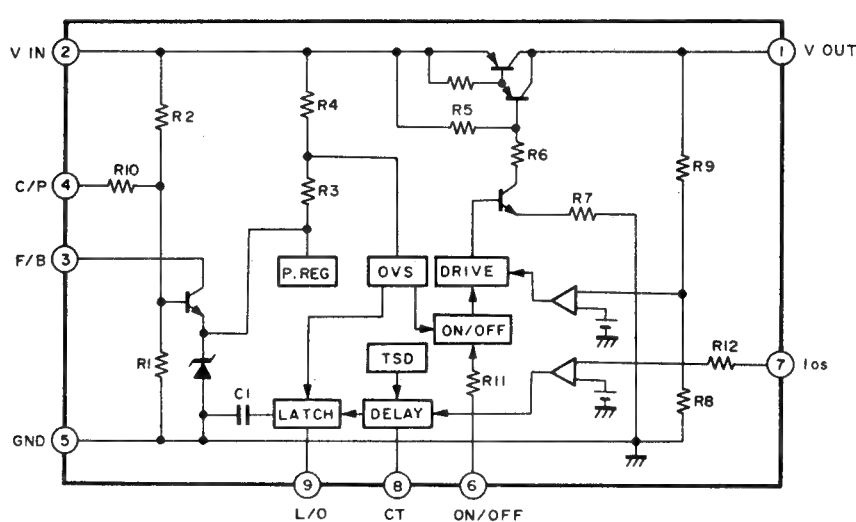 V IN 2
1 V OUT
R2
R4
R5
R6
R9
R10
C/P 4
R3
R7
F/B 3
P.REG
OVS
DRIVE
ON/OFF
R12
7 Ios
R1
TSD
R11
C1
LATCH
DELAY
R8
GND 5
9
8
6
L/O
CT
ON/OFF